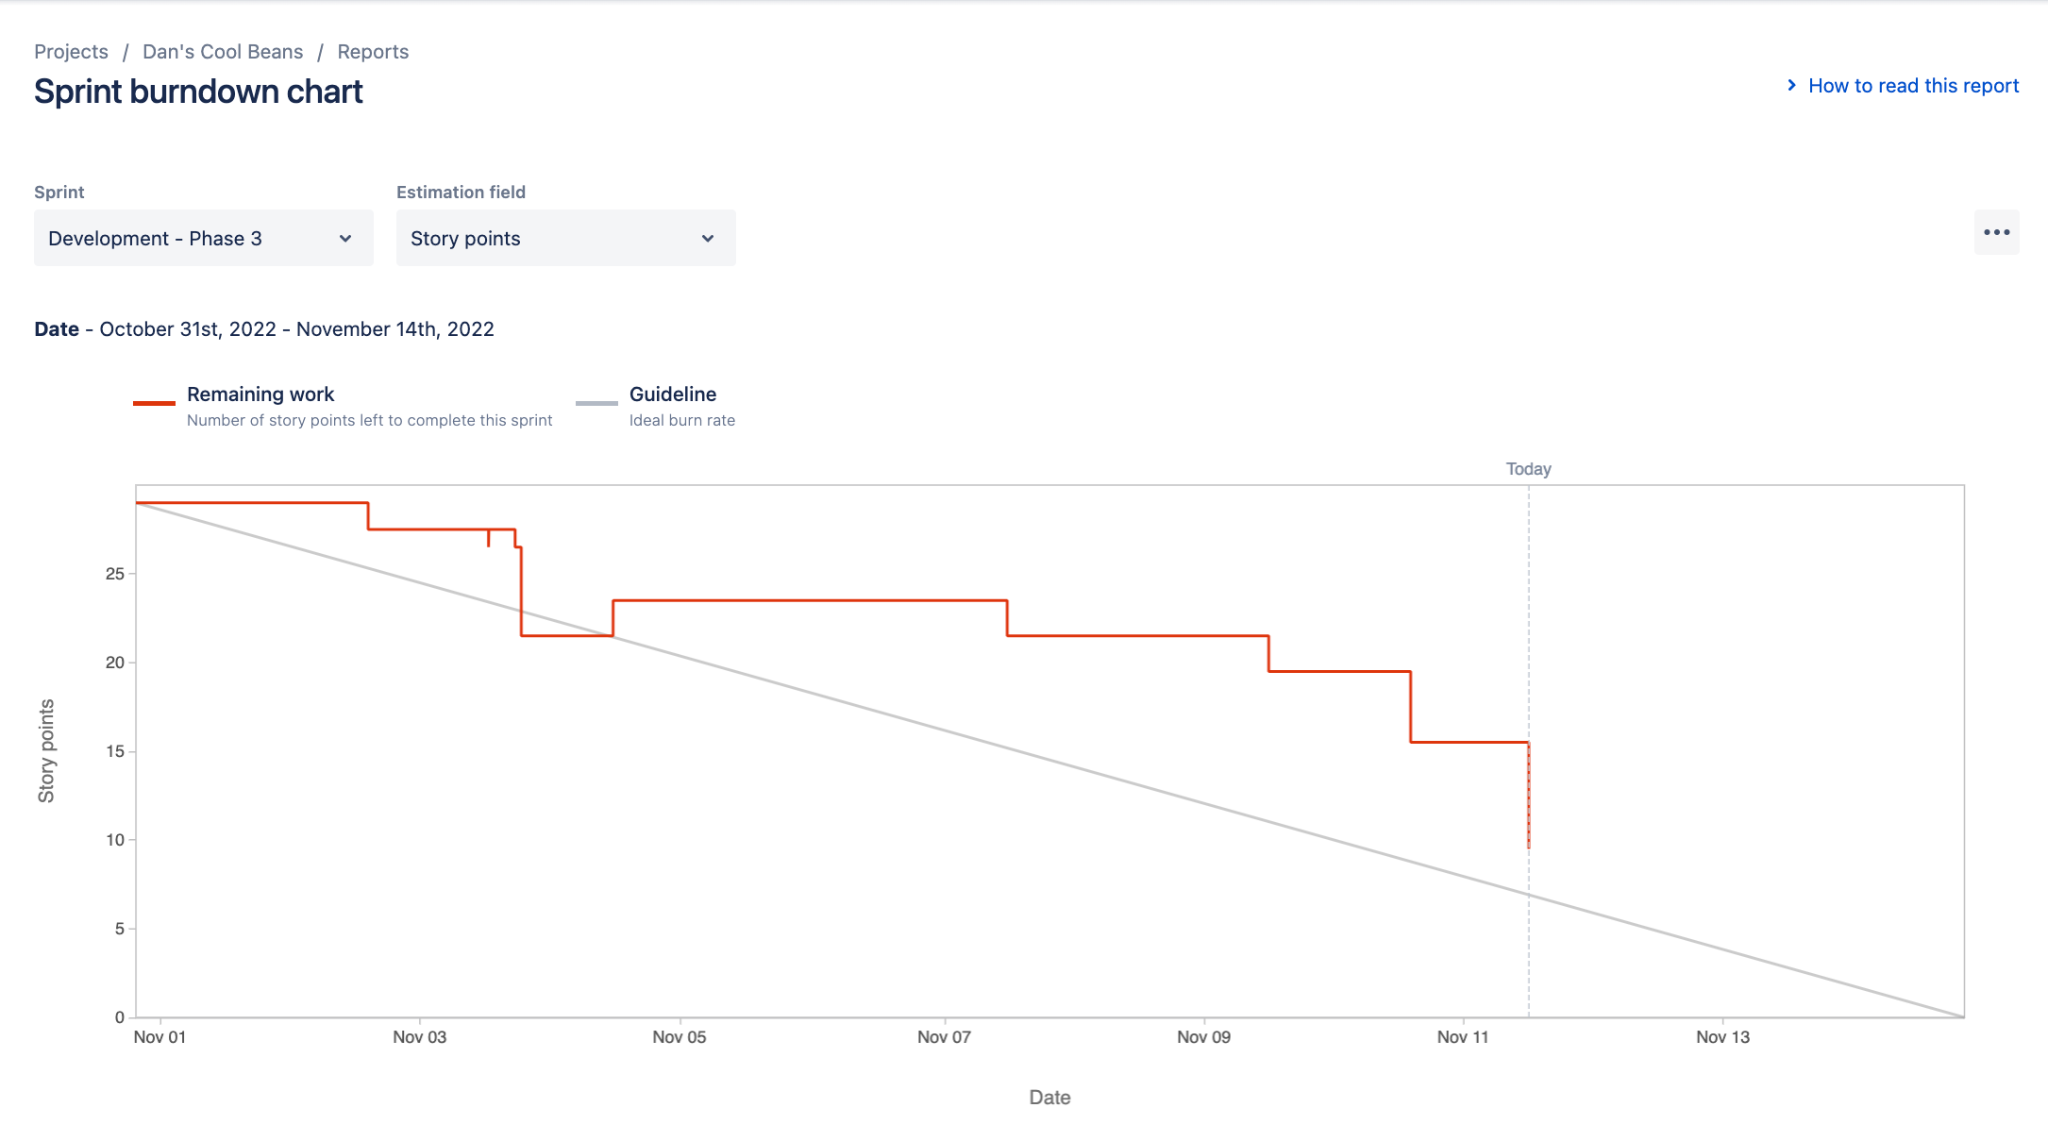 Projects / Dan's Cool Beans / Reports
Sprint burndown chart
How to read this report
Sprint
Estimation field
Development - Phase 3
Story points
Date - October 31st, 2022 - November 14th, 2022
Remaining work
Number of story points left to complete this sprint
Guideline
Ideal burn rate
Today
25
20
15
10
5
0
Story points
Nov 01
Nov 03
Nov 05
Nov 07
Nov 09
Nov 11
Nov 13
Date